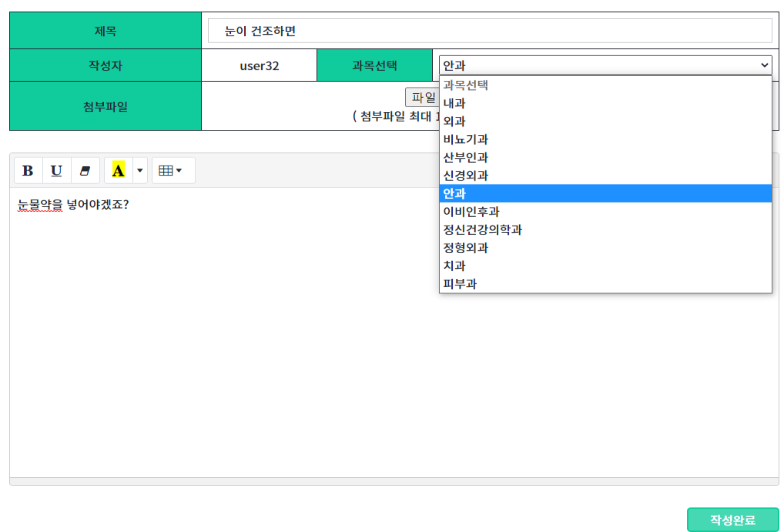 제목 눈이 건조하면
작성자 user32 과목선택 안과
첨부파일 파일
( 첨부파일 최대
과목선택
내과
외과
비뇨기과
산부인과
신경외과
안과
이비인후과
정신건강의학과
정형외과
치과
피부과
B U A
눈물약을 넣어야겠죠?
작성완료